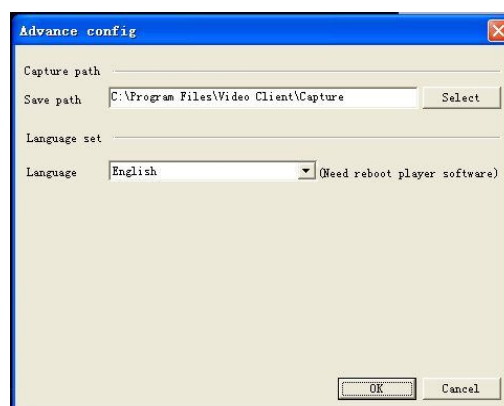 Advance config
Capture path
Save path C:\Program Files\Video Client\Capture Select
Language set
Language English (Need reboot player software)
OK Cancel